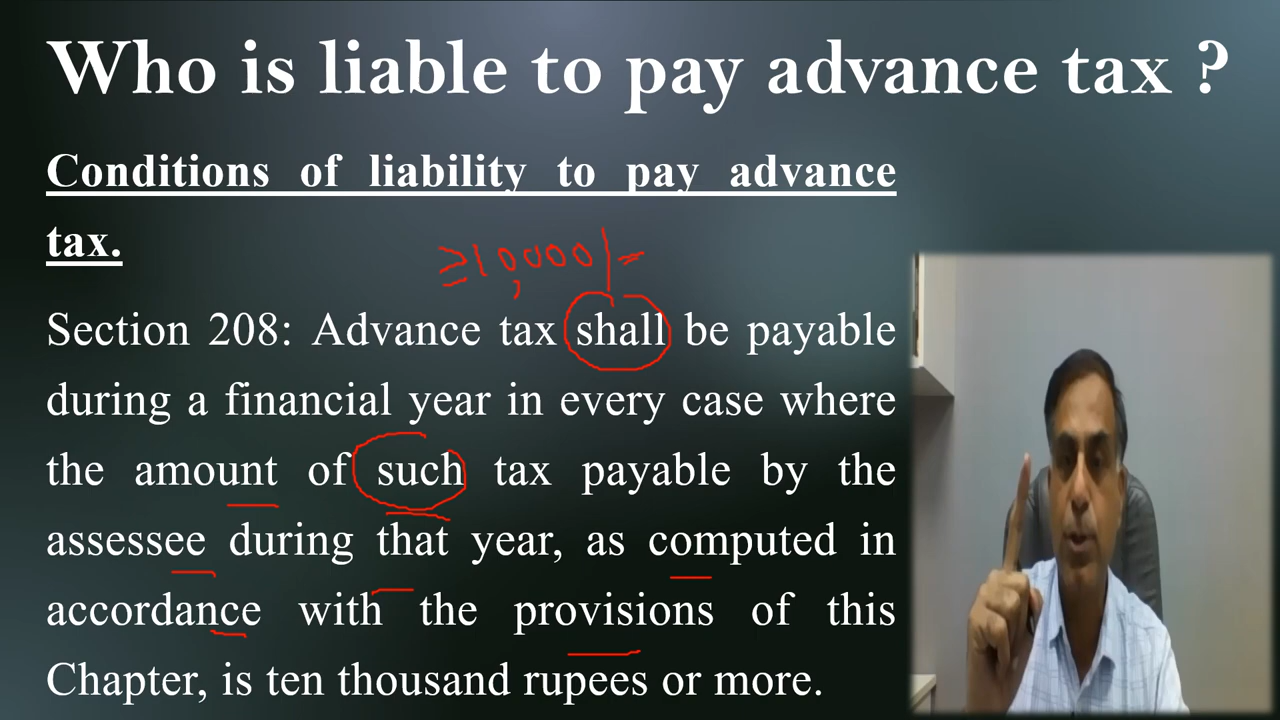 Who is liable to pay advance tax ?
Conditions of liability to pay advance
tax.
≥10,000/=
Section 208: Advance tax shall be payable
during a financial year in every case where
the amount of such tax payable by the
assessee during that year, as computed in
accordance with the provisions of this
Chapter, is ten thousand rupees or more.